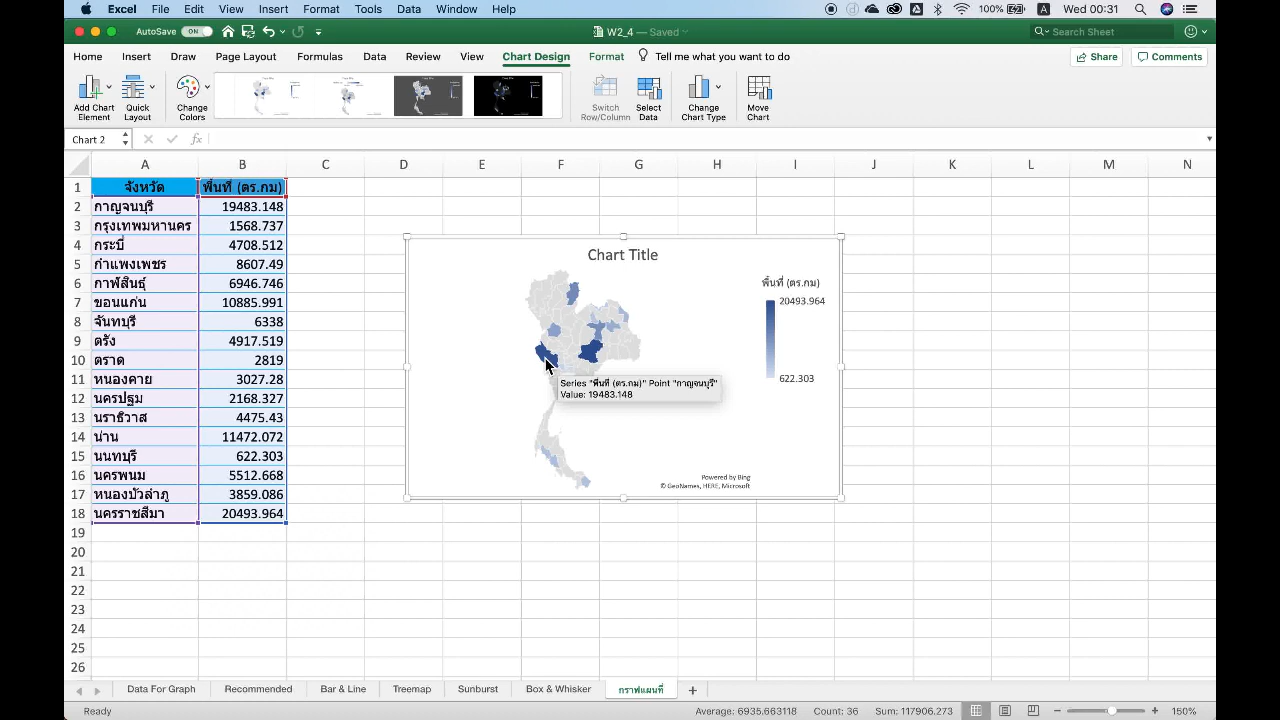 Excel File Edit View Insert Format Tools Data Window Help 100% A Wed 00:31
AutoSave ON W2_4 — Saved Search Sheet
Home Insert Draw Page Layout Formulas Data Review View Chart Design Format Tell me what you want to do Share Comments
Add Chart Element
Quick Layout
Change Colors
Switch Row/Column
Select Data
Change Chart Type
Move Chart
Chart 2 fx
A B C D E F G H I J K L M N
1 จังหวัด พื้นที่ (ตร.กม)
2 กาญจนบุรี 19483.148
3 กรุงเทพมหานคร 1568.737
4 กระบี่ 4708.512
5 กำแพงเพชร 8607.49
6 กาฬสินธุ์ 6946.746
7 ขอนแก่น 10885.991
8 จันทบุรี 6338
9 ตรัง 4917.519
10 ตราด 2819
11 หนองคาย 3027.28
12 นครปฐม 2168.327
13 นราธิวาส 4475.43
14 น่าน 11472.072
15 นนทบุรี 622.303
16 นครพนม 5512.668
17 หนองบัวลำภู 3859.086
18 นครราชสีมา 20493.964
19
20
21
22
23
24
25
26
Chart Title
พื้นที่ (ตร.กม)
20493.964
622.303
Series "พื้นที่ (ตร.กม)" Point "กาญจนบุรี"
Value: 19483.148
Powered by Bing
© GeoNames, HERE, Microsoft
Data For Graph Recommended Bar & Line Treemap Sunburst Box & Whisker กราฟแผนที่ +
Ready Average: 6935.663118 Count: 36 Sum: 117906.273 150%